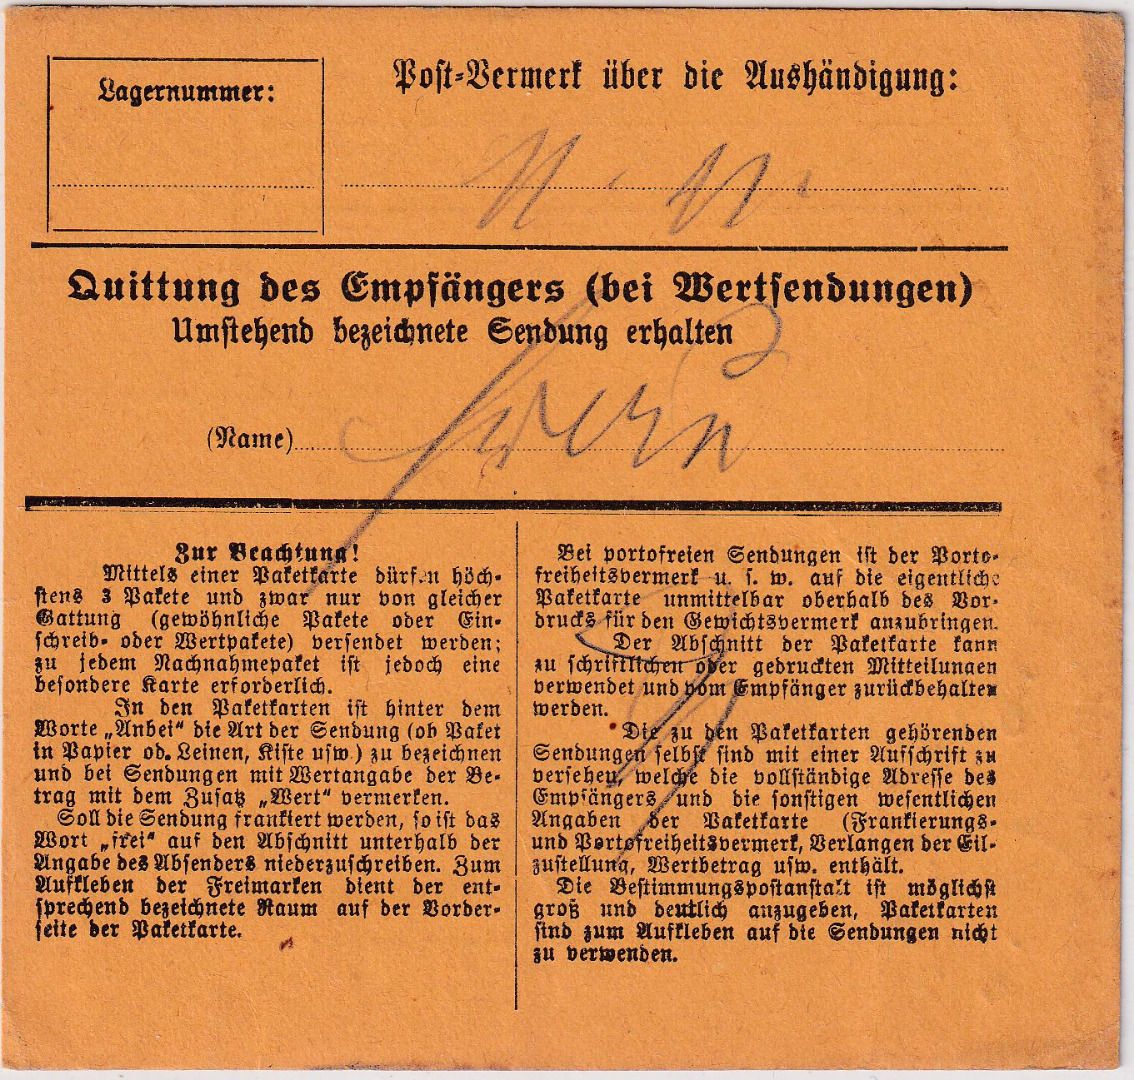 Lagernummer:
Post-Vermerk über die Aushändigung:
Quittung des Empfängers (bei Wertsendungen)
Umstehend bezeichnete Sendung erhalten
(Name)
Zur Beachtung!
Mittels einer Paketkarte dürfen höch-
stens 3 Pakete und zwar nur von gleicher
Gattung (gewöhnliche Pakete oder Ein-
schreib- oder Wertpakete) versendet werden;
zu jedem Nachnahmepaket ist jedoch eine
besondere Karte erforderlich.
In den Paketkarten ist hinter dem
Worte „Anbei“ die Art der Sendung (ob Paket
in Papier od. Leinen, Kiste usw.) zu bezeichnen
und bei Sendungen mit Wertangabe der Be-
trag mit dem Zusatz „Wert“ vermerken.
Soll die Sendung frankiert werden, so ist das
Wort „frei“ auf den Abschnitt unterhalb der
Angabe des Absenders niederzuschreiben. Zum
Aufkleben der Freimarken dient der ent-
sprechend bezeichnete Raum auf der Vorder-
seite der Paketkarte.
Bei portofreien Sendungen ist der Porto-
freiheitsvermerk u. s. w. auf die eigentliche
Paketkarte unmittelbar oberhalb des Vor-
drucks für den Gewichtsvermerk anzubringen.
Der Abschnitt der Paketkarte kann
zu schriftlichen oder gedruckten Mitteilungen
verwendet und vom Empfänger zurückbehalten
werden.
Die zu den Paketkarten gehörenden
Sendungen selbst sind mit einer Aufschrift zu
versehen, welche die vollständige Adresse des
Empfängers und die sonstigen wesentlichen
Angaben der Paketkarte (Frankierungs-
und Portofreiheitsvermerk, Verlangen der Eil-
zustellung, Wertbetrag usw. enthält.
Die Bestimmungspostanstalt ist möglichst
groß und deutlich anzugeben, Paketkarten
sind zum Aufkleben auf die Sendungen nicht
zu verwenden.